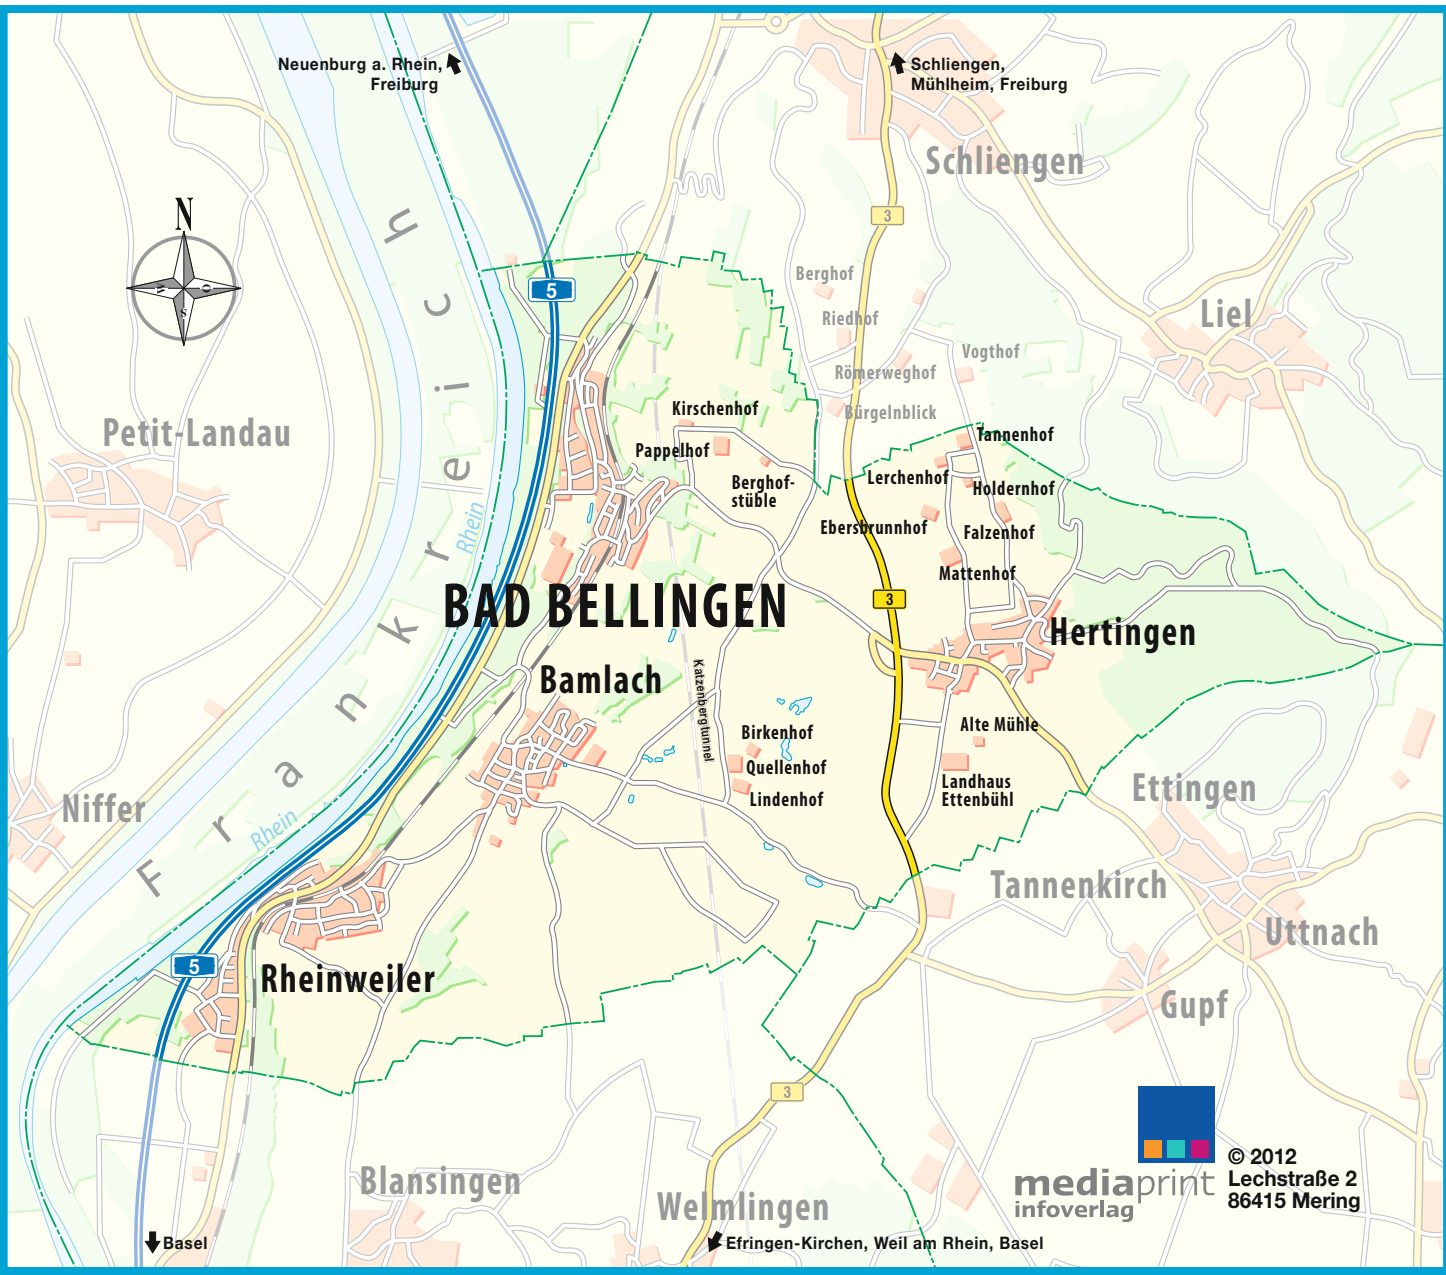 Neuenburg a. Rhein,
Freiburg
Schliengen,
Mühlheim, Freiburg
Schliengen
N
W
O
S
3
Berghof
5
Riedhof
Liel
Vogthof
Römerweghof
Bürgelnblick
Kirschenhof
Petit-Landau
Tannenhof
Pappelhof
Lerchenhof
Berghof-
stüble
Holdernhof
Ebersbrunnhof
Falzenhof
Rhein
Mattenhof
BAD BELLINGEN
3
Hertingen
Bamlach
Katzenbergtunnel
Frankreich
Alte Mühle
Birkenhof
Quellenhof
Lindenhof
Landhaus
Ettenbühl
Ettingen
Niffer
Rhein
Tannenkirch
Uttnach
5
Rheinweiler
Gupf
3
Blansingen
Welmlingen
Basel
Efringen-Kirchen, Weil am Rhein, Basel
mediaprint
infoverlag
© 2012
Lechstraße 2
86415 Mering